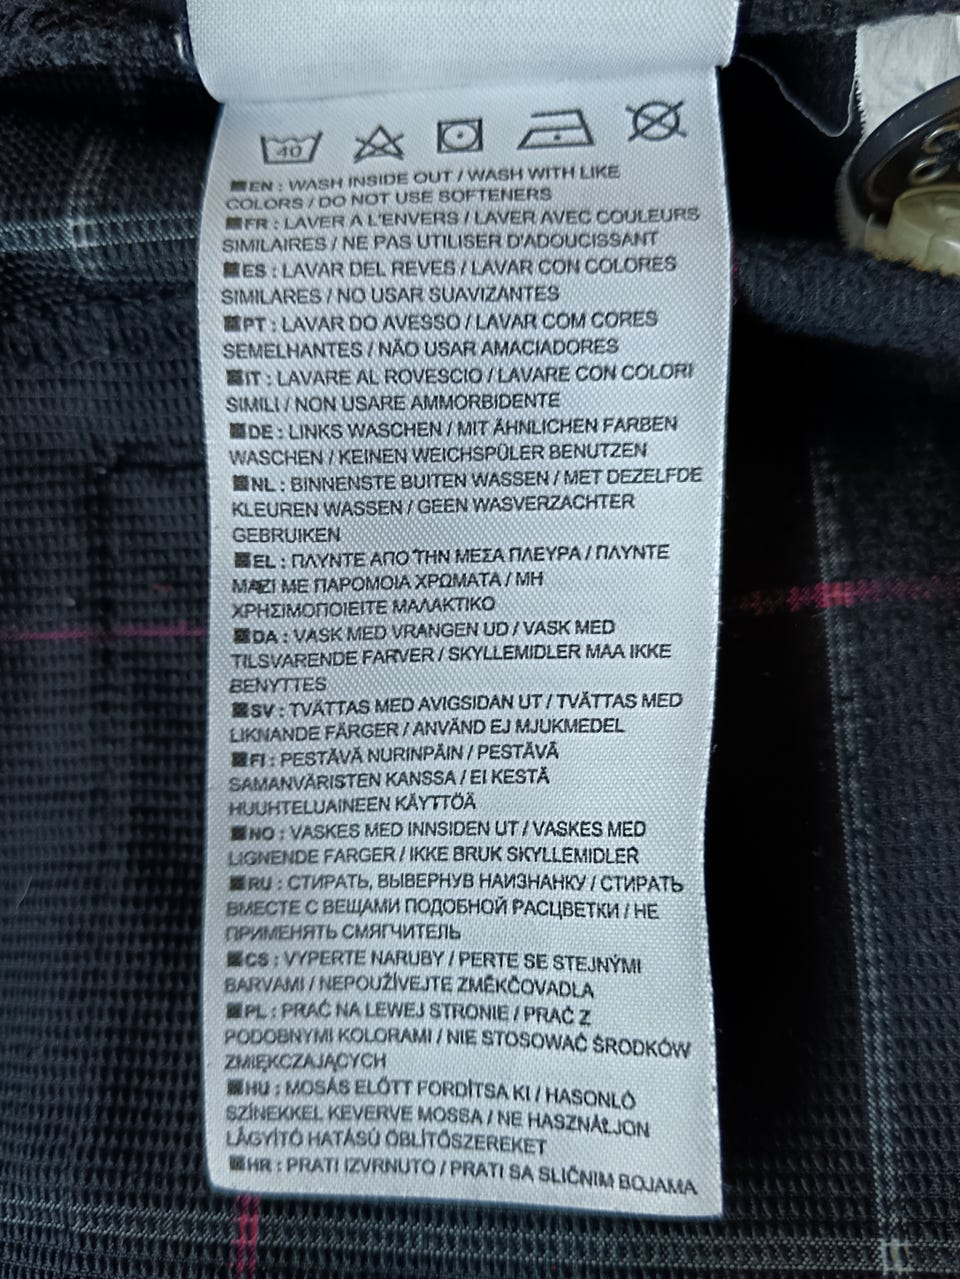 40
EN : WASH INSIDE OUT / WASH WITH LIKE
COLORS / DO NOT USE SOFTENERS
FR : LAVER A L'ENVERS / LAVER AVEC COULEURS
SIMILAIRES / NE PAS UTILISER D'ADOUCISSANT
ES : LAVAR DEL REVES / LAVAR CON COLORES
SIMILARES / NO USAR SUAVIZANTES
PT : LAVAR DO AVESSO / LAVAR COM CORES
SEMELHANTES / NÃO USAR AMACIADORES
IT : LAVARE AL ROVESCIO / LAVARE CON COLORI
SIMILI / NON USARE AMMORBIDENTE
DE : LINKS WASCHEN / MIT ÄHNLICHEN FARBEN
WASCHEN / KEINEN WEICHSPÜLER BENUTZEN
NL : BINNENSTE BUITEN WASSEN / MET DEZELFDE
KLEUREN WASSEN / GEEN WASVERZACHTER
GEBRUIKEN
EL : ΠΛΥΝΤΕ ΑΠΟ ΤΗΝ ΜΕΣΑ ΠΛΕΥΡΑ / ΠΛΥΝΤΕ
ΜΑΖΙ ΜΕ ΠΑΡΟΜΟΙΑ ΧΡΩΜΑΤΑ / ΜΗ
ΧΡΗΣΙΜΟΠΟΙΕΙΤΕ ΜΑΛΑΚΤΙΚΟ
DA : VASK MED VRANGEN UD / VASK MED
TILSVARENDE FARVER / SKYLLEMIDLER MAA IKKE
BENYTTES
SV : TVÄTTAS MED AVIGSIDAN UT / TVÄTTAS MED
LIKNANDE FÄRGER / ANVÄND EJ MJUKMEDEL
FI : PESTÄVÄ NURINPÄIN / PESTÄVÄ
SAMANVÄRISTEN KANSSA / EI KESTÄ
HUUHTELUAINEEN KÄYTTÖÄ
NO : VASKES MED INNSIDEN UT / VASKES MED
LIGNENDE FARGER / IKKE BRUK SKYLLEMIDLER
RU : СТИРАТЬ, ВЫВЕРНУВ НАИЗНАНКУ / СТИРАТЬ
ВМЕСТЕ С ВЕЩАМИ ПОДОБНОЙ РАСЦВЕТКИ / НЕ
ПРИМЕНЯТЬ СМЯГЧИТЕЛЬ
CS : VYPERTE NARUBY / PERTE SE STEJNÝMI
BARVAMI / NEPOUŽÍVEJTE ZMĚKČOVADLA
PL : PRAĆ NA LEWEJ STRONIE / PRAĆ Z
PODOBNYMI KOLORAMI / NIE STOSOWAĆ ŚRODKÓW
ZMIĘKCZAJĄCYCH
HU : MOSÁS ELŐTT FORDÍTSA KI / HASONLÓ
SZÍNEKKEL KEVERVE MOSSA / NE HASZNÁLJON
LÁGYÍTÓ HATÁSÚ ÖBLÍTŐSZEREKET
HR : PRATI IZVRNUTO / PRATI SA SLIČNIM BOJAMA